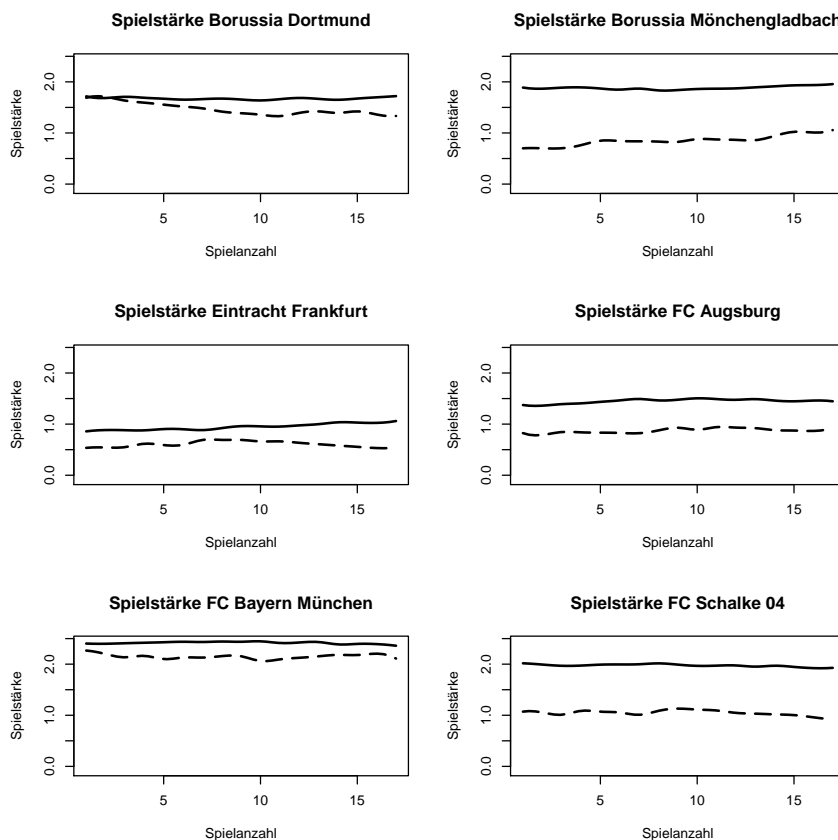 Spielstärke Borussia Dortmund
Spielstärke
0.0 1.0 2.0
5 10 15
Spielanzahl
Spielstärke Borussia Mönchengladbach
Spielstärke
0.0 1.0 2.0
5 10 15
Spielanzahl
Spielstärke Eintracht Frankfurt
Spielstärke
0.0 1.0 2.0
5 10 15
Spielanzahl
Spielstärke FC Augsburg
Spielstärke
0.0 1.0 2.0
5 10 15
Spielanzahl
Spielstärke FC Bayern München
Spielstärke
0.0 1.0 2.0
5 10 15
Spielanzahl
Spielstärke FC Schalke 04
Spielstärke
0.0 1.0 2.0
5 10 15
Spielanzahl